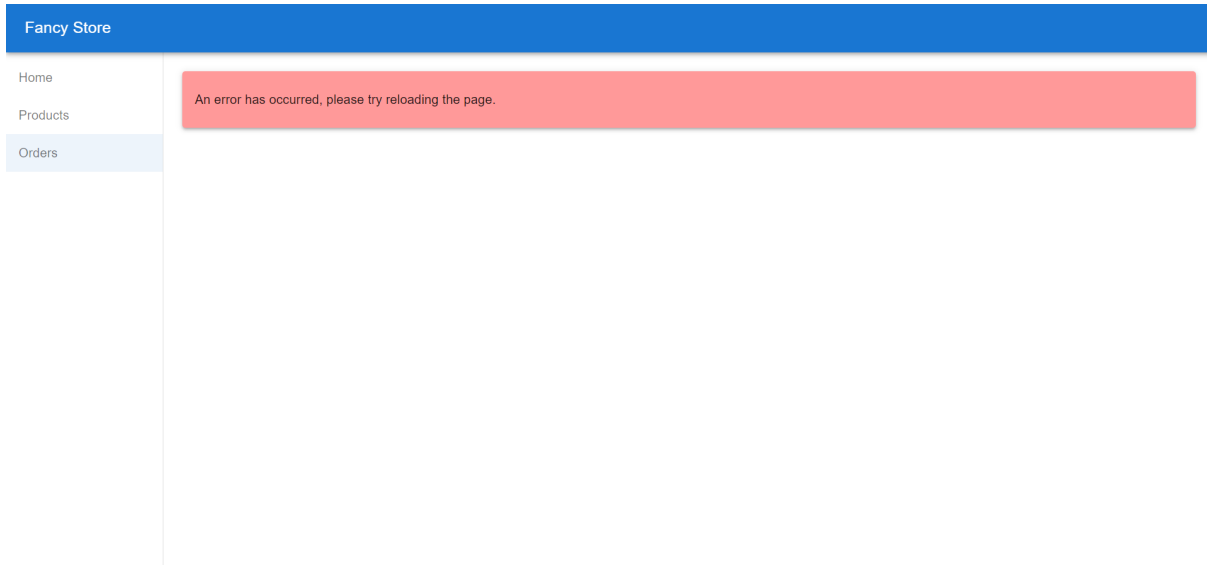 Fancy Store
Home
Products
Orders
An error has occurred, please try reloading the page.